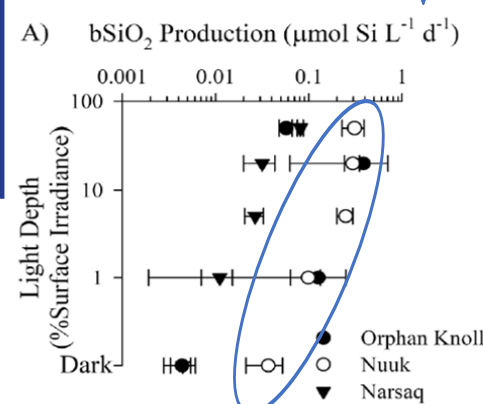 A) bSiO₂ Production (μmol Si L⁻¹ d⁻¹)
0.001 0.01 0.1 1
100
10
1
Dark
Light Depth
(%Surface Irradiance)
Orphan Knoll
Nuuk
Narsaq